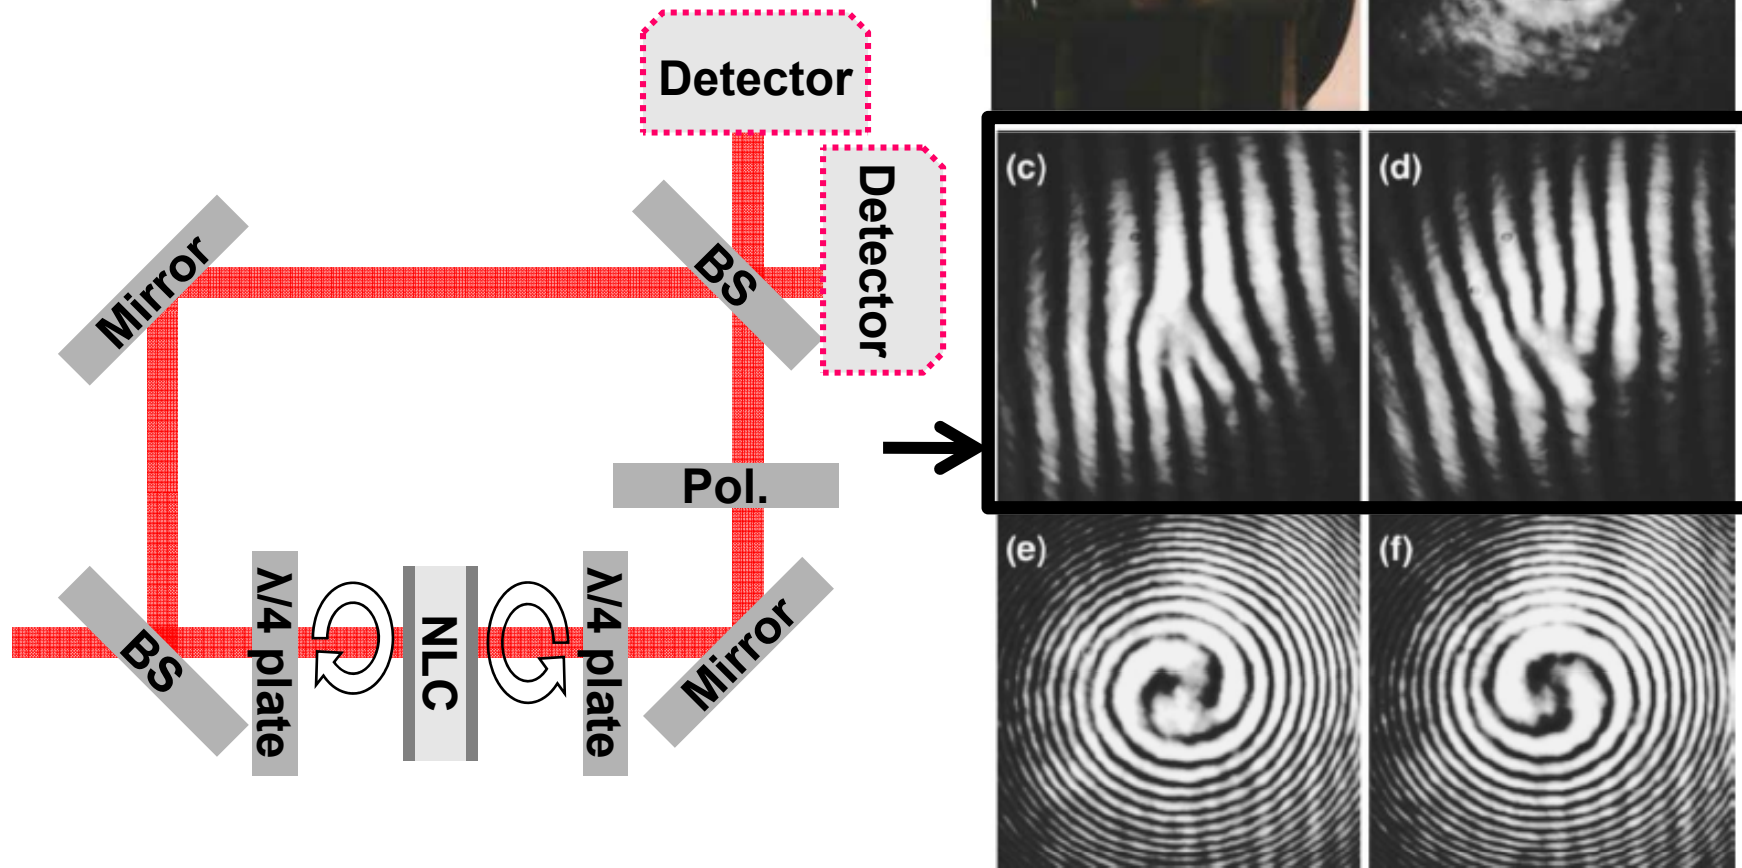 Detector
Detector
Mirror
BS
Pol.
BS
λ/4 plate
NLC
λ/4 plate
Mirror
(c)
(d)
(e)
(f)